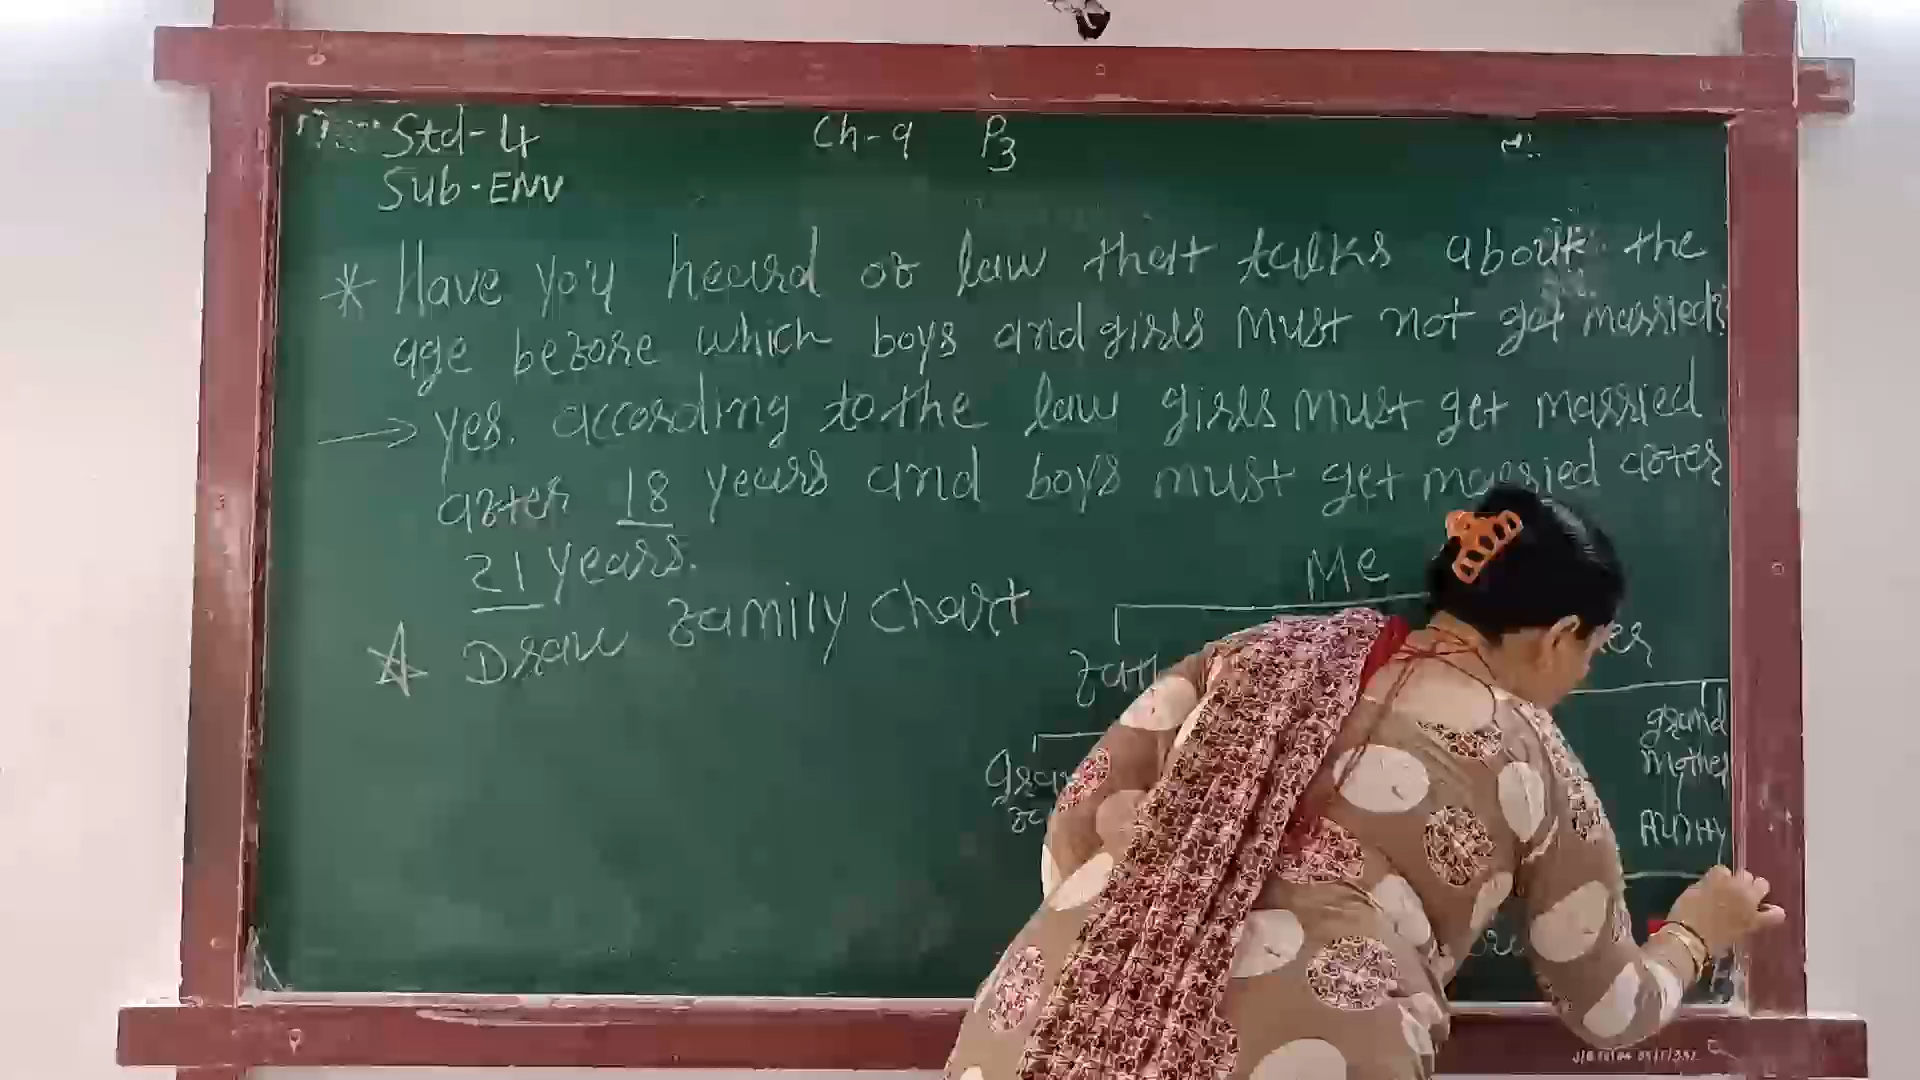 Std-4 Ch-9 P3
Sub-ENV
* Have you heard of law that talks about the
age before which boys and girls must not get married?
→ Yes. according to the law girls must get married
after 18 years and boys must get married after
21 years.
☆ Draw family chart
Me
grand
Mother
Aunty